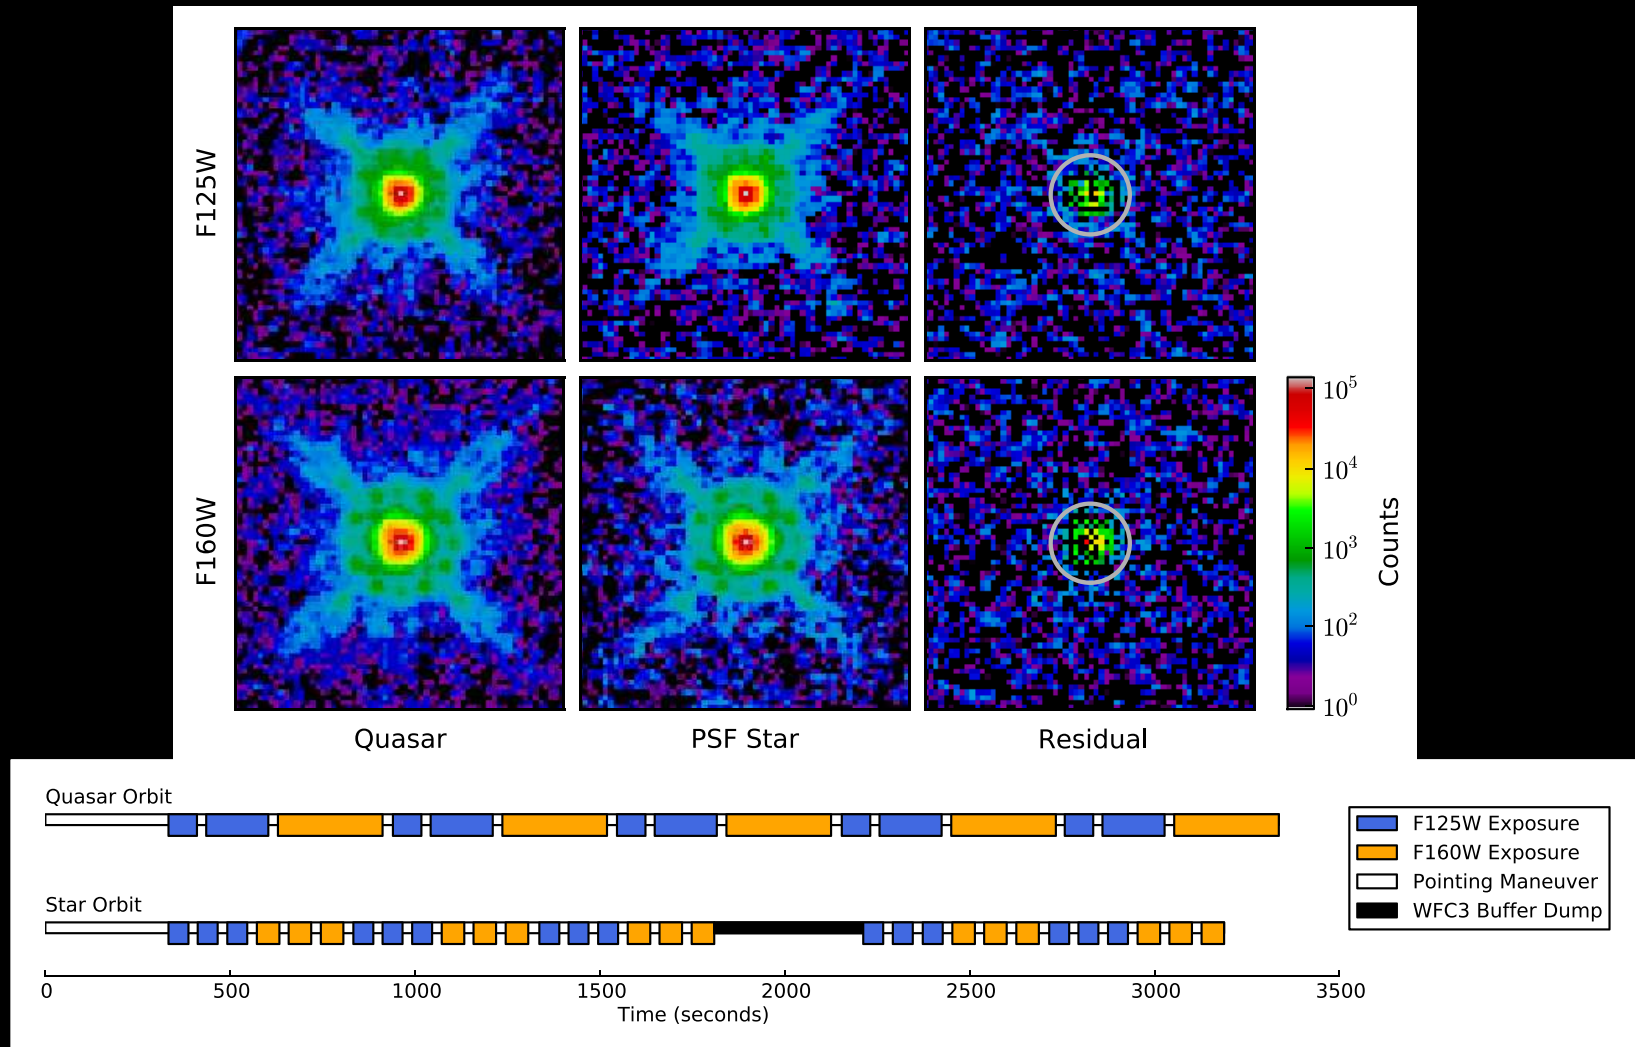 F125W
F160W
Quasar
PSF Star
Residual
10^5
10^4
10^3
10^2
10^0
Counts
Quasar Orbit
Star Orbit
F125W Exposure
F160W Exposure
Pointing Maneuver
WFC3 Buffer Dump
0 500 1000 1500 2000 2500 3000 3500
Time (seconds)